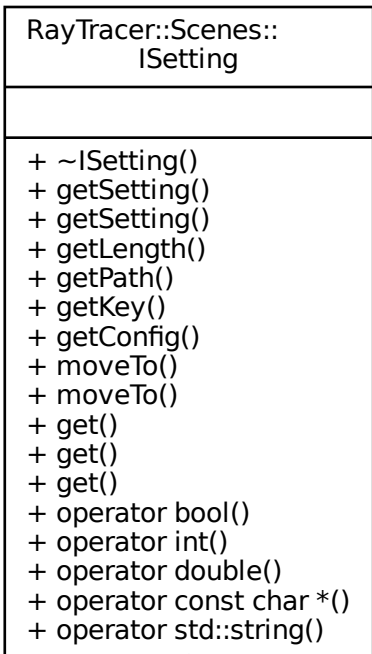 RayTracer::Scenes::
ISetting
+ ~ISetting()
+ getSetting()
+ getSetting()
+ getLength()
+ getPath()
+ getKey()
+ getConfig()
+ moveTo()
+ moveTo()
+ get()
+ get()
+ get()
+ operator bool()
+ operator int()
+ operator double()
+ operator const char *()
+ operator std::string()